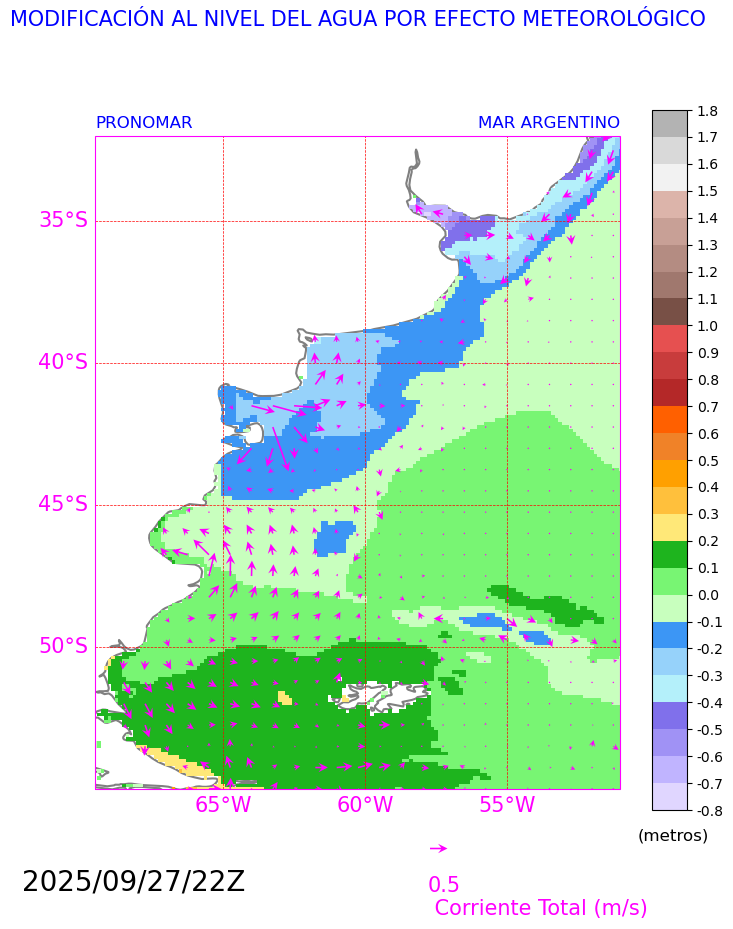 MODIFICACIÓN AL NIVEL DEL AGUA POR EFECTO METEOROLÓGICO
PRONOMAR MAR ARGENTINO
35°S
40°S
45°S
50°S
65°W 60°W 55°W
1.8
1.7
1.6
1.5
1.4
1.3
1.2
1.1
1.0
0.9
0.8
0.7
0.6
0.5
0.4
0.3
0.2
0.1
0.0
-0.1
-0.2
-0.3
-0.4
-0.5
-0.6
-0.7
-0.8
(metros)
2025/09/27/22Z
0.5
Corriente Total (m/s)